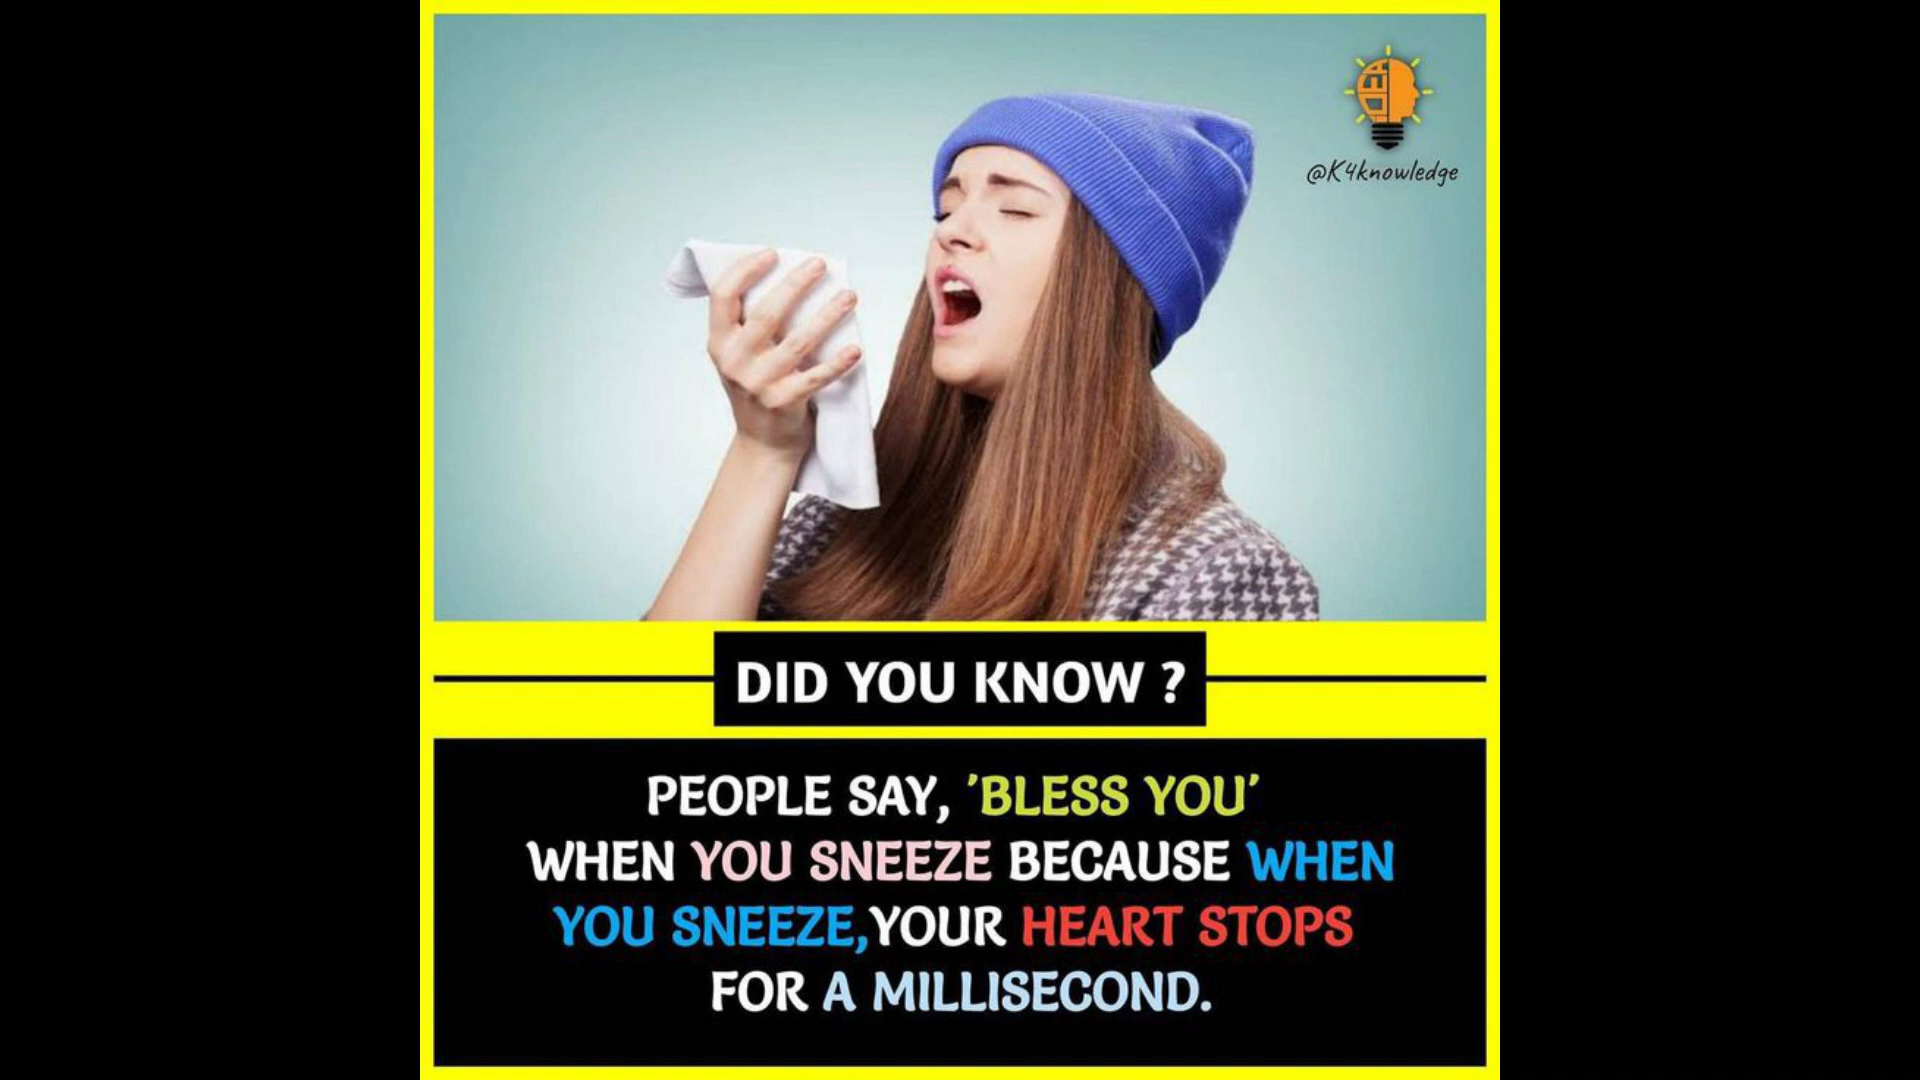 IDEA
@K4knowledge
DID YOU KNOW ?
PEOPLE SAY, 'BLESS YOU'
WHEN YOU SNEEZE BECAUSE WHEN
YOU SNEEZE,YOUR HEART STOPS
FOR A MILLISECOND.